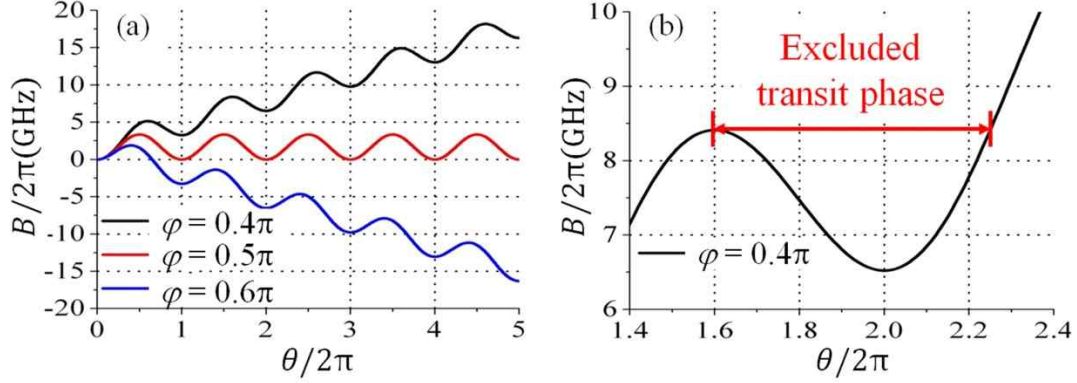 (a)
B/2π(GHz)
20
15
10
5
0
-5
-10
-15
-20
φ = 0.4π
φ = 0.5π
φ = 0.6π
0 1 2 3 4 5
θ/2π
(b)
Excluded
transit phase
B/2π(GHz)
10
9
8
7
6
φ = 0.4π
1.4 1.6 1.8 2.0 2.2 2.4
θ/2π